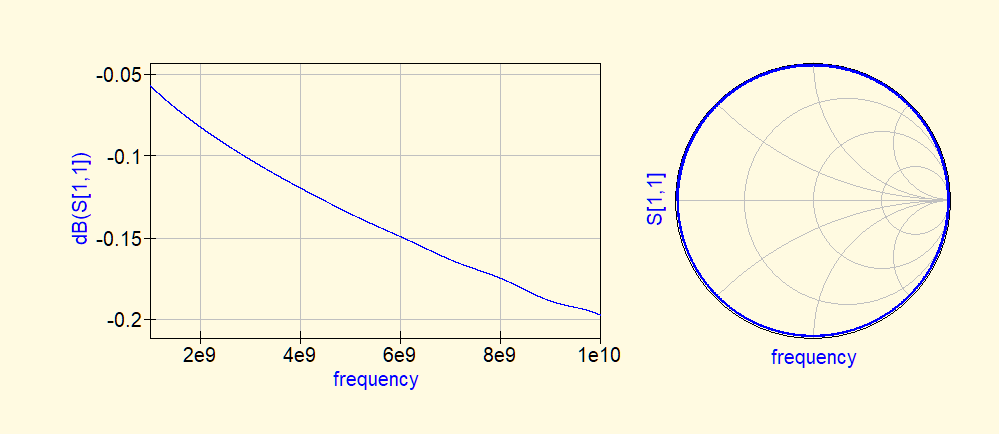 dB(S[1,1])
-0.05
-0.1
-0.15
-0.2
2e9 4e9 6e9 8e9 1e10
frequency
S[1,1]
frequency